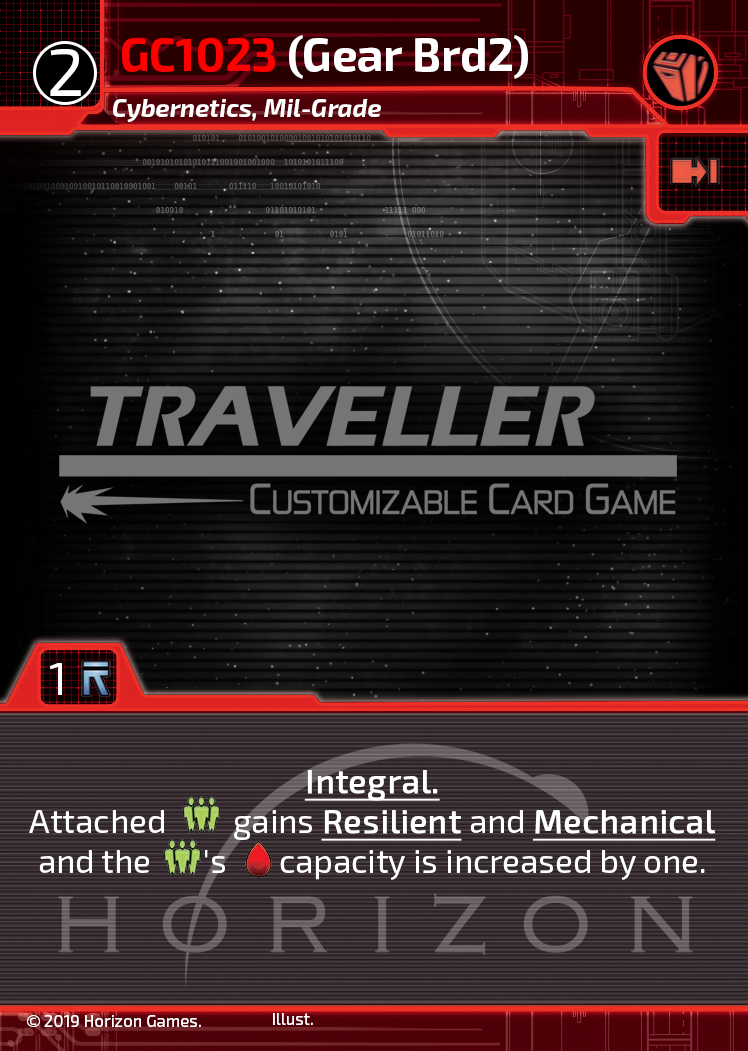 2
GC1023 (Gear Brd2)
Cybernetics, Mil-Grade
TRAVELLER
CUSTOMIZABLE CARD GAME
1
Integral.
Attached gains Resilient and Mechanical
and the 's capacity is increased by one.
HORIZON
© 2019 Horizon Games. Illust.